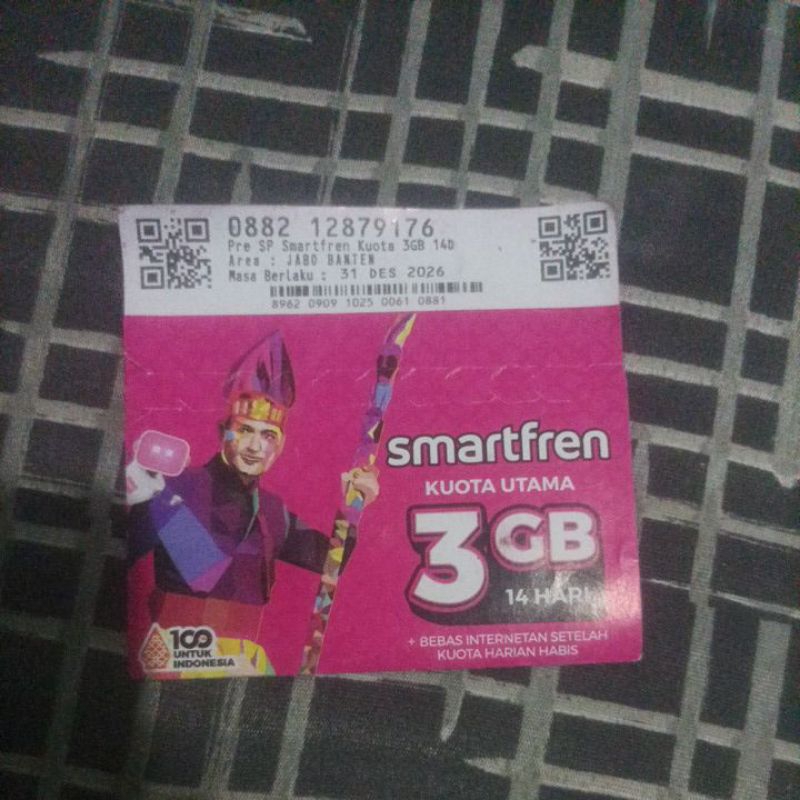 0882 12879176
Pre SP Smartfren Kuota 3GB 14D
Area : JABO BANTEN
Masa Berlaku : 31 DES 2026
8962 0909 1025 0061 0881
smartfren
KUOTA UTAMA
3GB
14 HARI
+ BEBAS INTERNETAN SETELAH
KUOTA HARIAN HABIS
100
UNTUK
INDONESIA